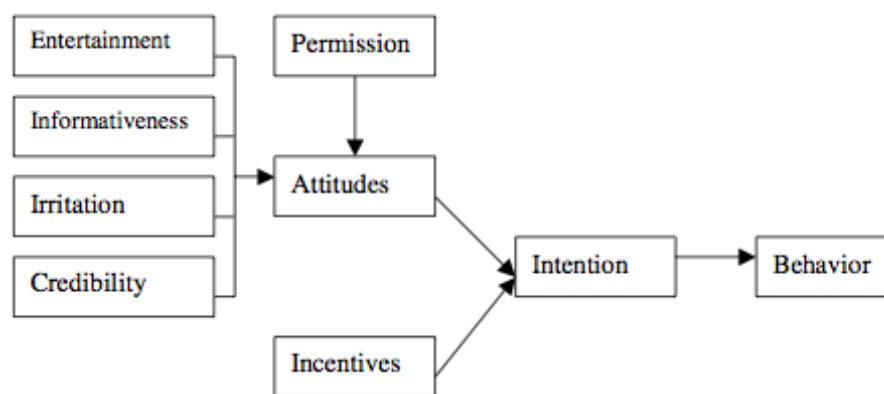 Entertainment
Permission
Informativeness
Attitudes
Irritation
Intention
Behavior
Credibility
Incentives